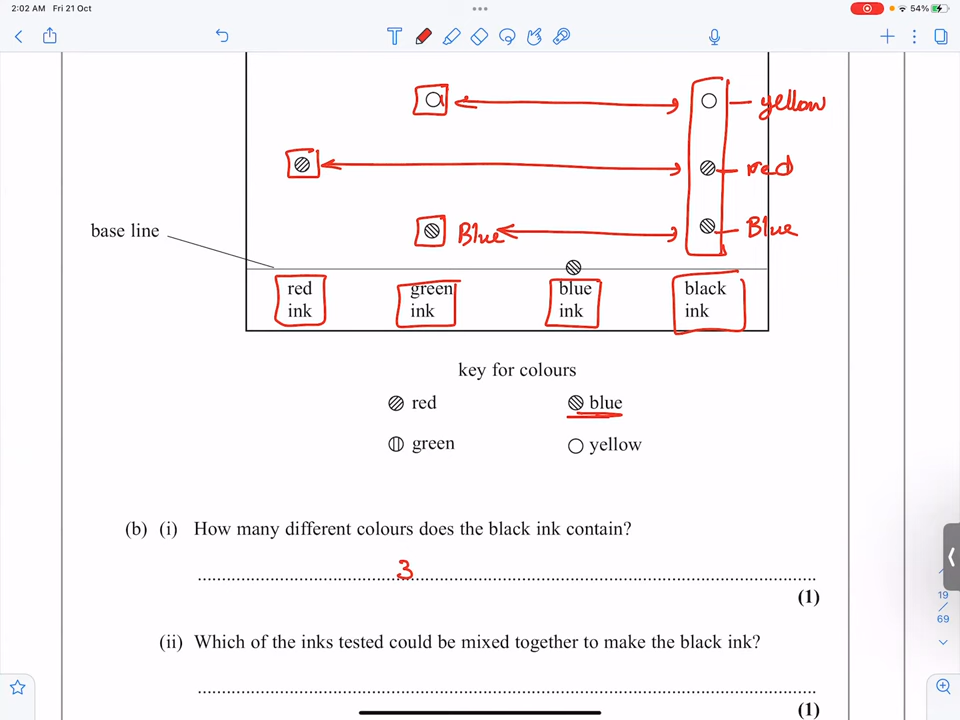 2:02 AM Fri 21 Oct
54%
yellow
red
base line
Blue
Blue
red ink
green ink
blue ink
black ink
key for colours
red
blue
green
yellow
(b) (i) How many different colours does the black ink contain?
3
(1)
19
/
69
(ii) Which of the inks tested could be mixed together to make the black ink?
(1)